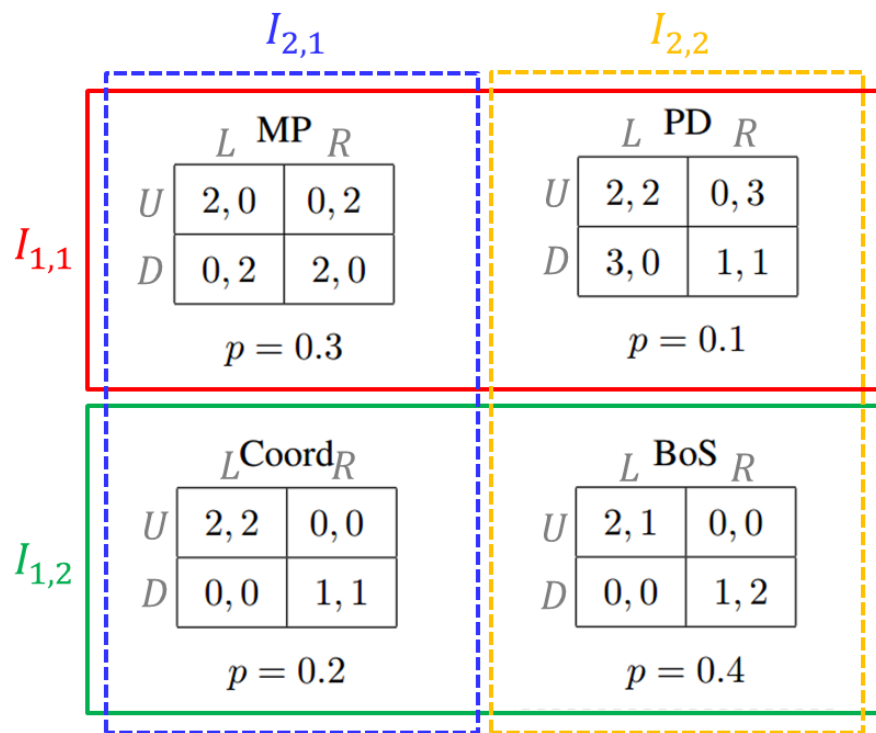 I2,1 I2,2
MP PD
L R L R
U 2, 0 0, 2 U 2, 2 0, 3
I1,1
D 0, 2 2, 0 D 3, 0 1, 1
p = 0.3 p = 0.1
Coord BoS
L R L R
U 2, 2 0, 0 U 2, 1 0, 0
I1,2
D 0, 0 1, 1 D 0, 0 1, 2
p = 0.2 p = 0.4